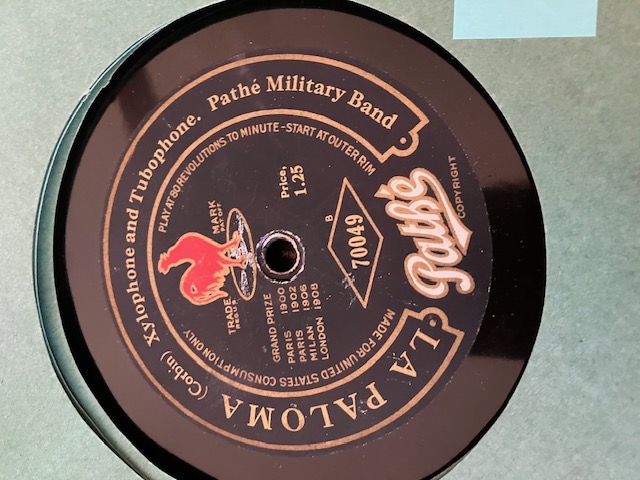 Pathé
COPYRIGHT
LA PALOMA (Corbin) Xylophone and Tubophone. Pathé Military Band
MADE FOR UNITED STATES CONSUMPTION ONLY
PLAY AT 80 REVOLUTIONS TO MINUTE - START AT OUTER RIM
B
70049
GRAND PRIZE
PARIS 1900
PARIS 1902
MILAN 1906
LONDON 1908
Price,
1.25
TRADE MARK